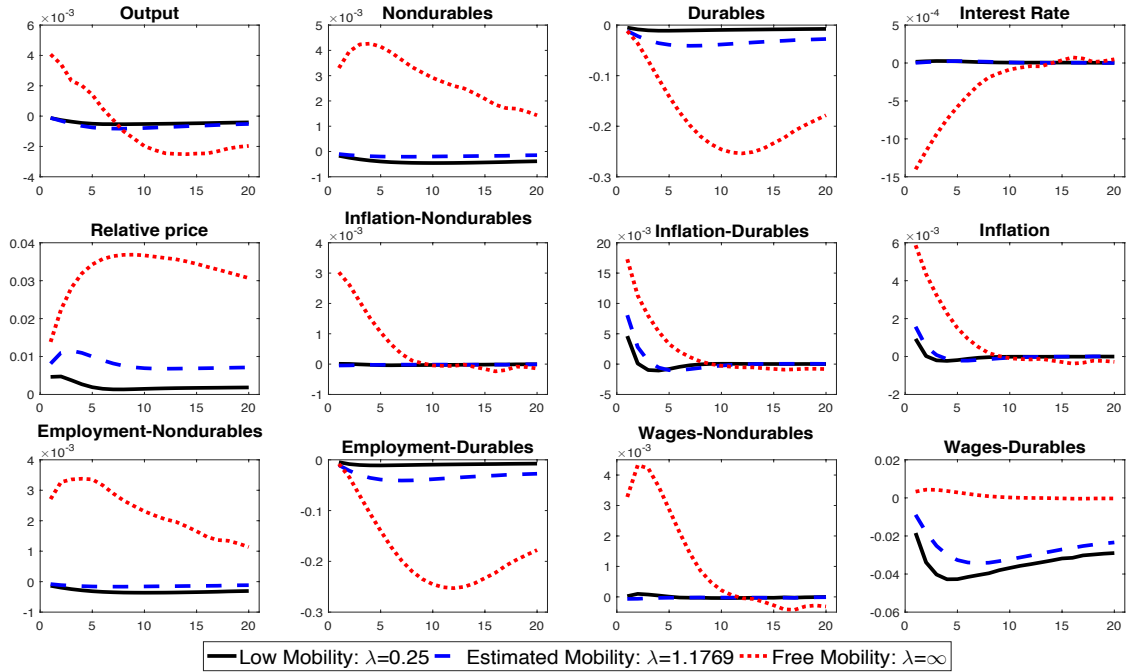 Output
×10⁻³
6
4
2
0
-2
-4
0 5 10 15 20
Nondurables
×10⁻³
5
4
3
2
1
0
-1
0 5 10 15 20
Durables
0
-0.1
-0.2
-0.3
0 5 10 15 20
Interest Rate
×10⁻⁴
5
0
-5
-10
-15
0 5 10 15 20
Relative price
0.04
0.03
0.02
0.01
0
0 5 10 15 20
Inflation-Nondurables
×10⁻³
4
3
2
1
0
-1
0 5 10 15 20
Inflation-Durables
×10⁻³
20
15
10
5
0
-5
0 5 10 15 20
Inflation
×10⁻³
6
4
2
0
-2
0 5 10 15 20
Employment-Nondurables
×10⁻³
4
3
2
1
0
-1
0 5 10 15 20
Employment-Durables
0
-0.1
-0.2
-0.3
0 5 10 15 20
Wages-Nondurables
×10⁻³
4
3
2
1
0
0 5 10 15 20
Wages-Durables
0.02
0
-0.02
-0.04
-0.06
0 5 10 15 20
Low Mobility: λ=0.25 Estimated Mobility: λ=1.1769 Free Mobility: λ=∞